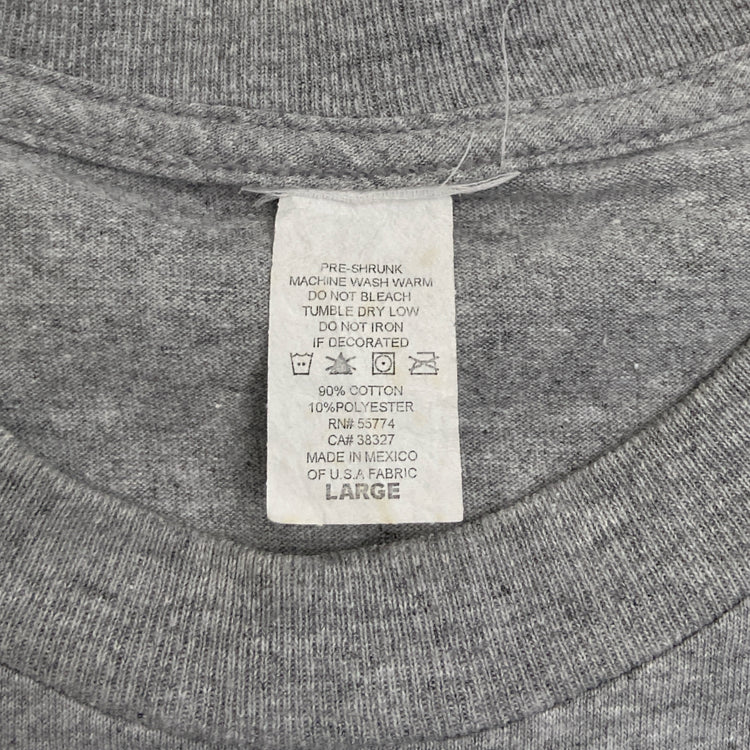 PRE-SHRUNK
MACHINE WASH WARM
DO NOT BLEACH
TUMBLE DRY LOW
DO NOT IRON
IF DECORATED
90% COTTON
10%POLYESTER
RN# 55774
CA# 38327
MADE IN MEXICO
OF U.S.A FABRIC
LARGE